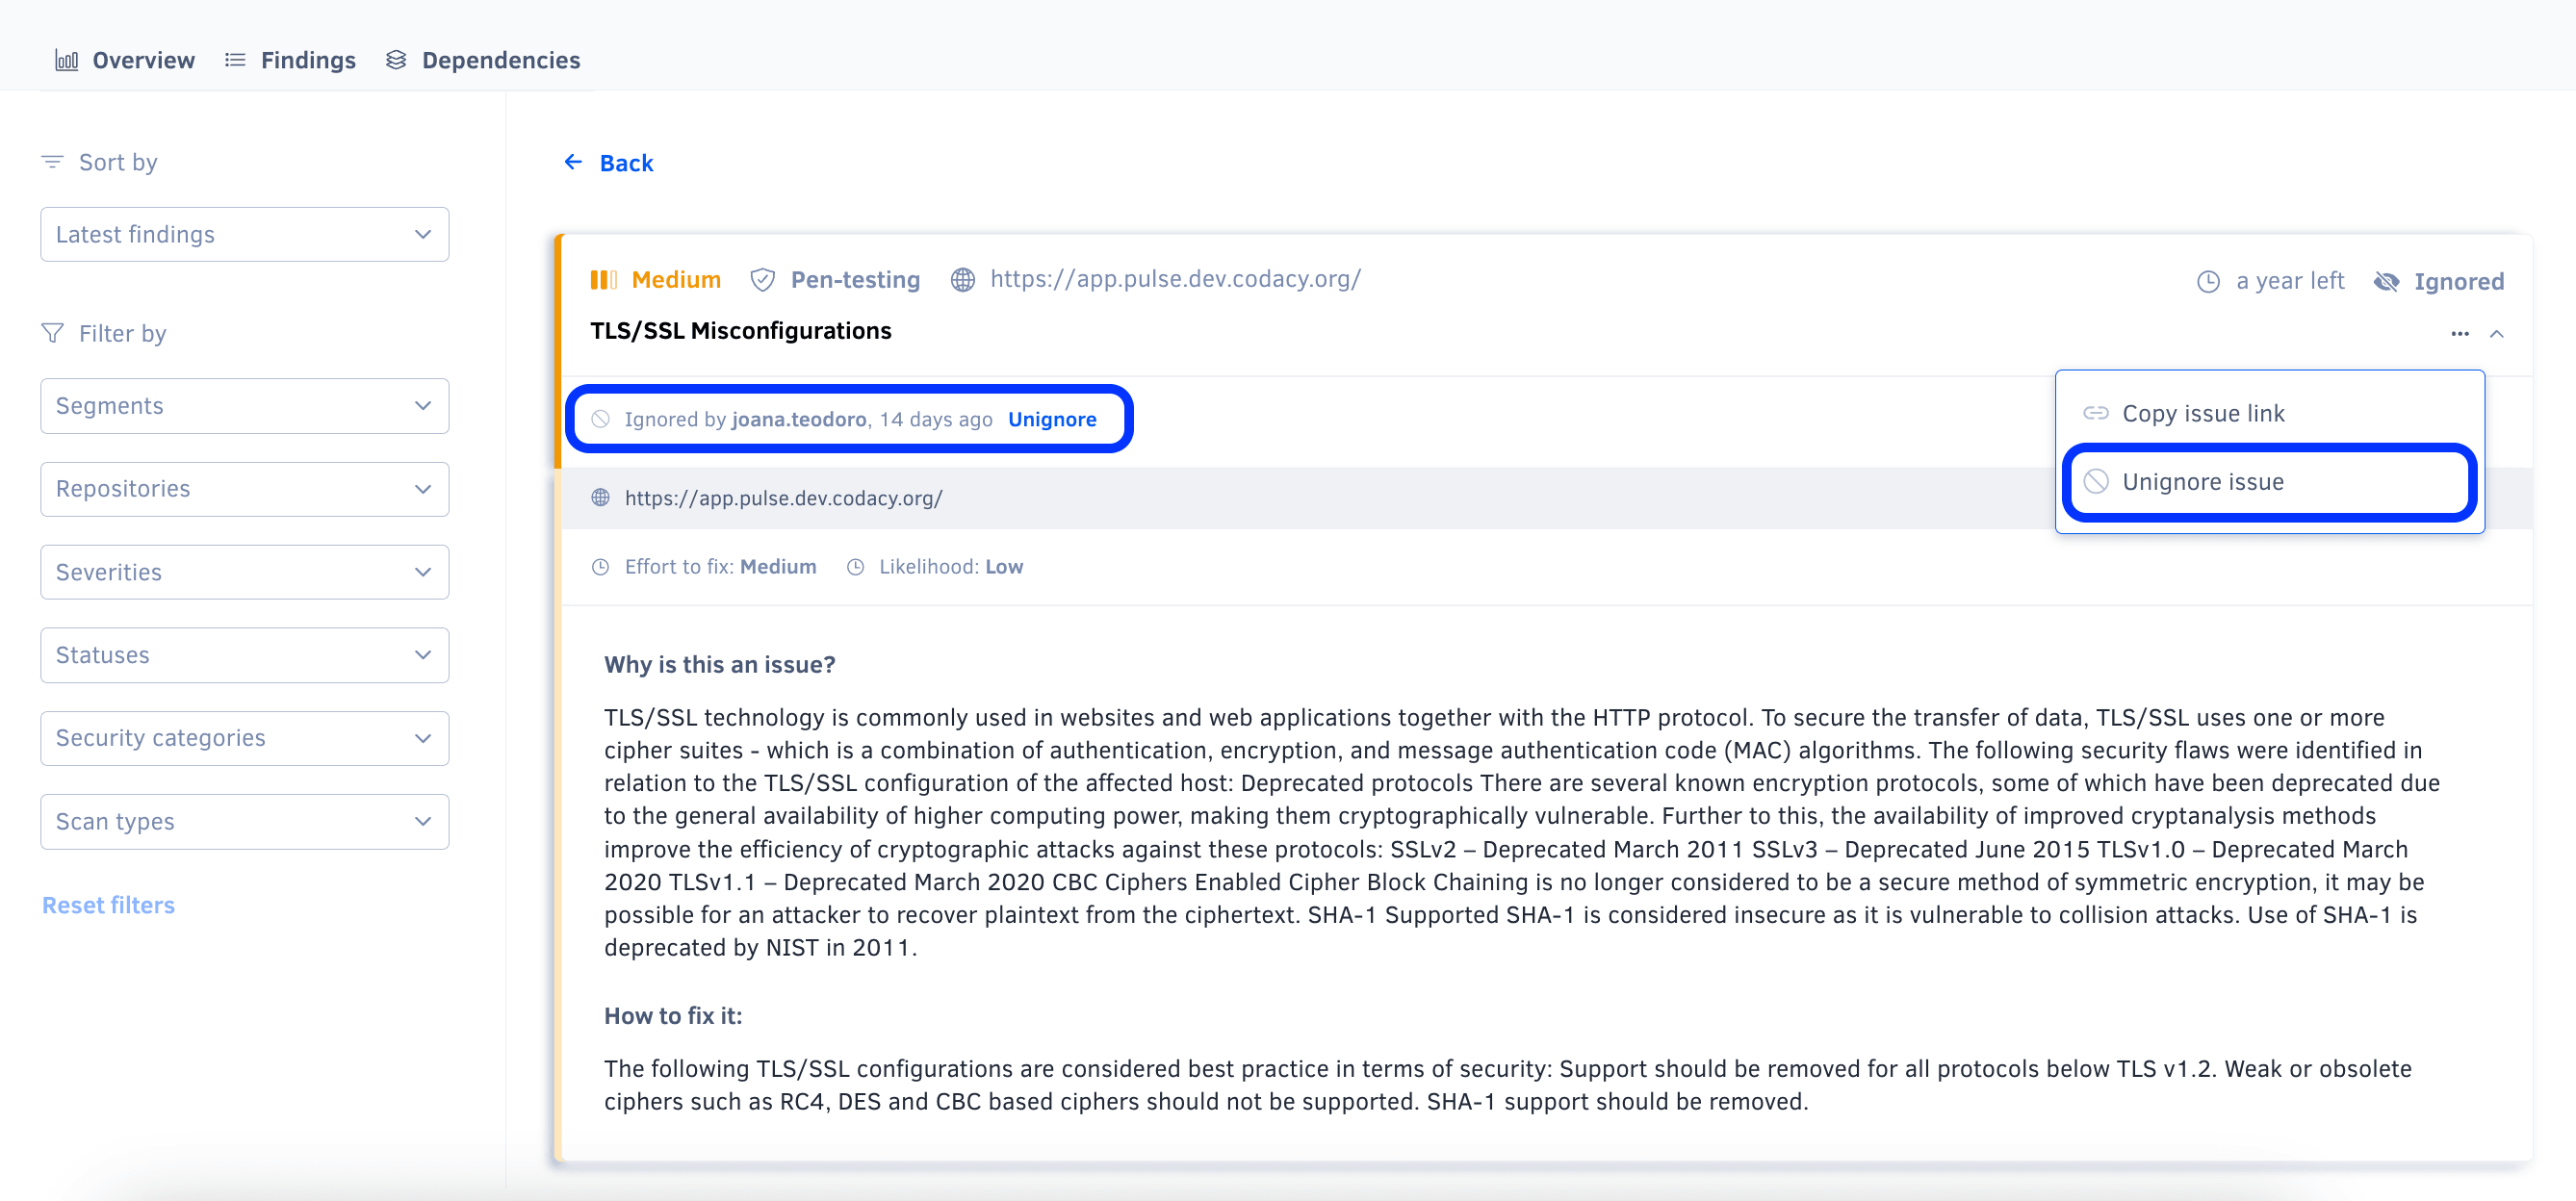 Overview
Findings
Dependencies
Sort by
Latest findings
Filter by
Segments
Repositories
Severities
Statuses
Security categories
Scan types
Reset filters
Back
Medium Pen-testing https://app.pulse.dev.codacy.org/
a year left Ignored
TLS/SSL Misconfigurations
Ignored by joana.teodoro, 14 days ago Unignore
Copy issue link
Unignore issue
https://app.pulse.dev.codacy.org/
Effort to fix: Medium Likelihood: Low
Why is this an issue?
TLS/SSL technology is commonly used in websites and web applications together with the HTTP protocol. To secure the transfer of data, TLS/SSL uses one or more
cipher suites - which is a combination of authentication, encryption, and message authentication code (MAC) algorithms. The following security flaws were identified in
relation to the TLS/SSL configuration of the affected host: Deprecated protocols There are several known encryption protocols, some of which have been deprecated due
to the general availability of higher computing power, making them cryptographically vulnerable. Further to this, the availability of improved cryptanalysis methods
improve the efficiency of cryptographic attacks against these protocols: SSLv2 – Deprecated March 2011 SSLv3 – Deprecated June 2015 TLSv1.0 – Deprecated March
2020 TLSv1.1 – Deprecated March 2020 CBC Ciphers Enabled Cipher Block Chaining is no longer considered to be a secure method of symmetric encryption, it may be
possible for an attacker to recover plaintext from the ciphertext. SHA-1 Supported SHA-1 is considered insecure as it is vulnerable to collision attacks. Use of SHA-1 is
deprecated by NIST in 2011.
How to fix it:
The following TLS/SSL configurations are considered best practice in terms of security: Support should be removed for all protocols below TLS v1.2. Weak or obsolete
ciphers such as RC4, DES and CBC based ciphers should not be supported. SHA-1 support should be removed.